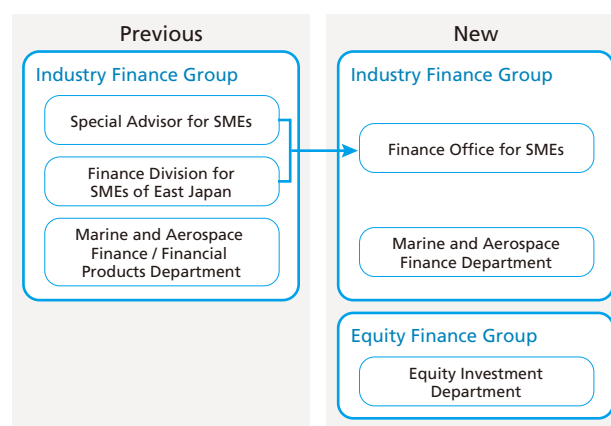 Previous
Industry Finance Group
Special Advisor for SMEs
Finance Division for
SMEs of East Japan
Marine and Aerospace
Finance / Financial
Products Department
New
Industry Finance Group
Finance Office for SMEs
Marine and Aerospace
Finance Department
Equity Finance Group
Equity Investment
Department